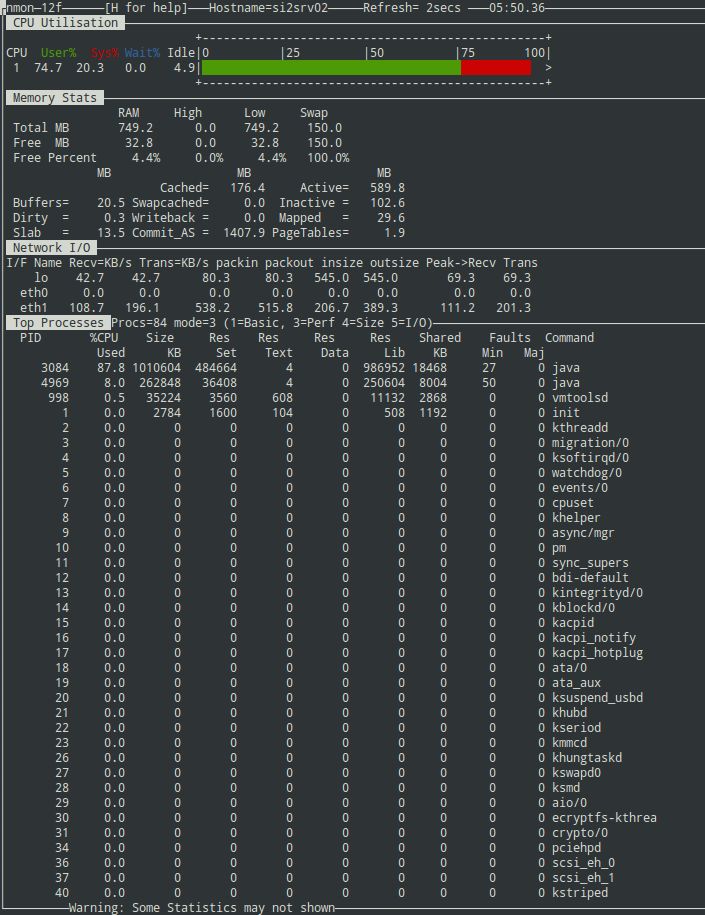 nmon─12f──────[H for help]───Hostname=si2srv02─────Refresh= 2secs ───05:50.36─
CPU Utilisation
+-------------------------------------------------+
CPU User% Sys% Wait% Idle|0 |25 |50 |75 100|
1 74.7 20.3 0.0 4.9| >
+-------------------------------------------------+
Memory Stats
RAM High Low Swap
Total MB 749.2 0.0 749.2 150.0
Free MB 32.8 0.0 32.8 150.0
Free Percent 4.4% 0.0% 4.4% 100.0%
MB MB MB
Cached= 176.4 Active= 589.8
Buffers= 20.5 Swapcached= 0.0 Inactive = 102.6
Dirty = 0.3 Writeback = 0.0 Mapped = 29.6
Slab = 13.5 Commit_AS = 1407.9 PageTables= 1.9
Network I/O
I/F Name Recv=KB/s Trans=KB/s packin packout insize outsize Peak->Recv Trans
lo 42.7 42.7 80.3 80.3 545.0 545.0 69.3 69.3
eth0 0.0 0.0 0.0 0.0 0.0 0.0 0.0 0.0
eth1 108.7 196.1 538.2 515.8 206.7 389.3 111.2 201.3
Top Processes Procs=84 mode=3 (1=Basic, 3=Perf 4=Size 5=I/O)
PID %CPU Size Res Res Res Res Shared Faults Command
Used KB Set Text Data Lib KB Min Maj
3084 87.8 1010604 484664 4 0 986952 18468 27 0 java
4969 8.0 262848 36408 4 0 250604 8004 50 0 java
998 0.5 35224 3560 608 0 11132 2868 0 0 vmtoolsd
1 0.0 2784 1600 104 0 508 1192 0 0 init
2 0.0 0 0 0 0 0 0 0 0 kthreadd
3 0.0 0 0 0 0 0 0 0 0 migration/0
4 0.0 0 0 0 0 0 0 0 0 ksoftirqd/0
5 0.0 0 0 0 0 0 0 0 0 watchdog/0
6 0.0 0 0 0 0 0 0 0 0 events/0
7 0.0 0 0 0 0 0 0 0 0 cpuset
8 0.0 0 0 0 0 0 0 0 0 khelper
9 0.0 0 0 0 0 0 0 0 0 async/mgr
10 0.0 0 0 0 0 0 0 0 0 pm
11 0.0 0 0 0 0 0 0 0 0 sync_supers
12 0.0 0 0 0 0 0 0 0 0 bdi-default
13 0.0 0 0 0 0 0 0 0 0 kintegrityd/0
14 0.0 0 0 0 0 0 0 0 0 kblockd/0
15 0.0 0 0 0 0 0 0 0 0 kacpid
16 0.0 0 0 0 0 0 0 0 0 kacpi_notify
17 0.0 0 0 0 0 0 0 0 0 kacpi_hotplug
18 0.0 0 0 0 0 0 0 0 0 ata/0
19 0.0 0 0 0 0 0 0 0 0 ata_aux
20 0.0 0 0 0 0 0 0 0 0 ksuspend_usbd
21 0.0 0 0 0 0 0 0 0 0 khubd
22 0.0 0 0 0 0 0 0 0 0 kseriod
23 0.0 0 0 0 0 0 0 0 0 kmmcd
26 0.0 0 0 0 0 0 0 0 0 khungtaskd
27 0.0 0 0 0 0 0 0 0 0 kswapd0
28 0.0 0 0 0 0 0 0 0 0 ksmd
29 0.0 0 0 0 0 0 0 0 0 aio/0
30 0.0 0 0 0 0 0 0 0 0 ecryptfs-kthrea
31 0.0 0 0 0 0 0 0 0 0 crypto/0
34 0.0 0 0 0 0 0 0 0 0 pciehpd
36 0.0 0 0 0 0 0 0 0 0 scsi_eh_0
37 0.0 0 0 0 0 0 0 0 0 scsi_eh_1
40 0.0 0 0 0 0 0 0 0 0 kstriped
Warning: Some Statistics may not shown